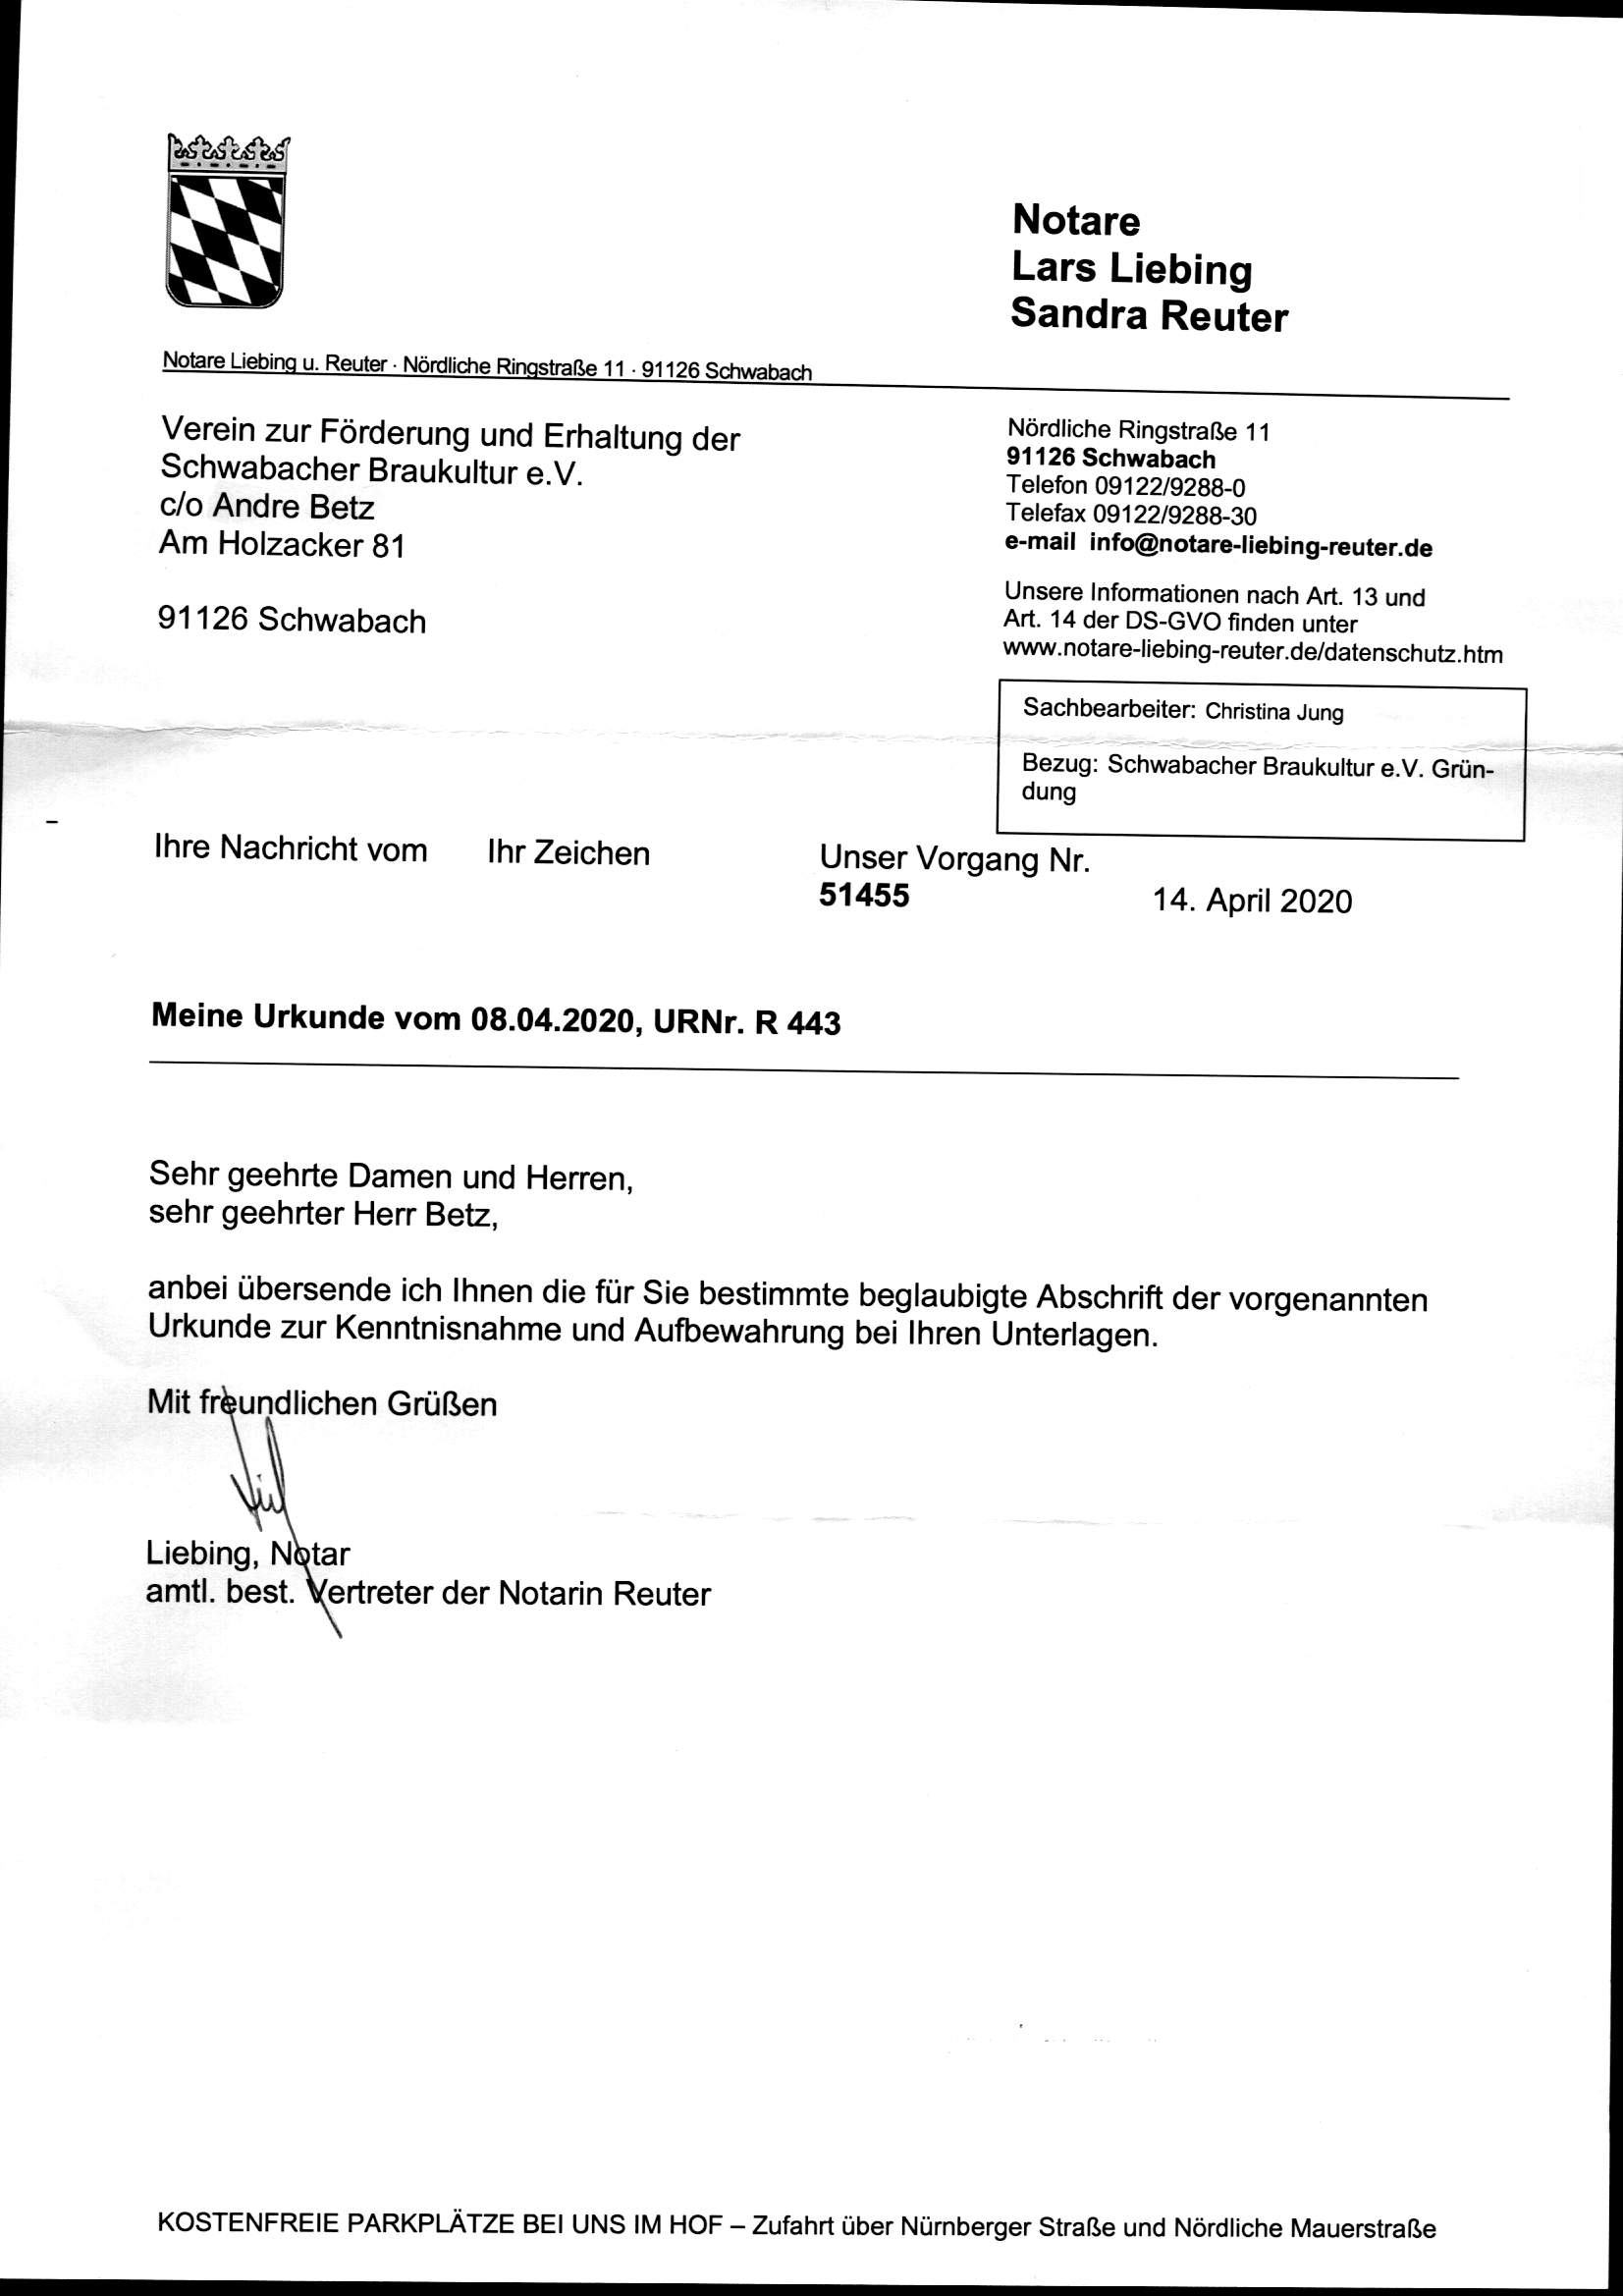 Notare
Lars Liebing
Sandra Reuter
Notare Liebing u. Reuter · Nördliche Ringstraße 11 · 91126 Schwabach
Verein zur Förderung und Erhaltung der
Schwabacher Braukultur e.V.
c/o Andre Betz
Am Holzacker 81
91126 Schwabach
Nördliche Ringstraße 11
91126 Schwabach
Telefon 09122/9288-0
Telefax 09122/9288-30
e-mail info@notare-liebing-reuter.de
Unsere Informationen nach Art. 13 und
Art. 14 der DS-GVO finden unter
www.notare-liebing-reuter.de/datenschutz.htm
Sachbearbeiter: Christina Jung
Bezug: Schwabacher Braukultur e.V. Grün-
dung
Ihre Nachricht vom Ihr Zeichen Unser Vorgang Nr.
51455 14. April 2020
Meine Urkunde vom 08.04.2020, URNr. R 443
Sehr geehrte Damen und Herren,
sehr geehrter Herr Betz,
anbei übersende ich Ihnen die für Sie bestimmte beglaubigte Abschrift der vorgenannten
Urkunde zur Kenntnisnahme und Aufbewahrung bei Ihren Unterlagen.
Mit freundlichen Grüßen
Liebing, Notar
amtl. best. Vertreter der Notarin Reuter
KOSTENFREIE PARKPLÄTZE BEI UNS IM HOF – Zufahrt über Nürnberger Straße und Nördliche Mauerstraße